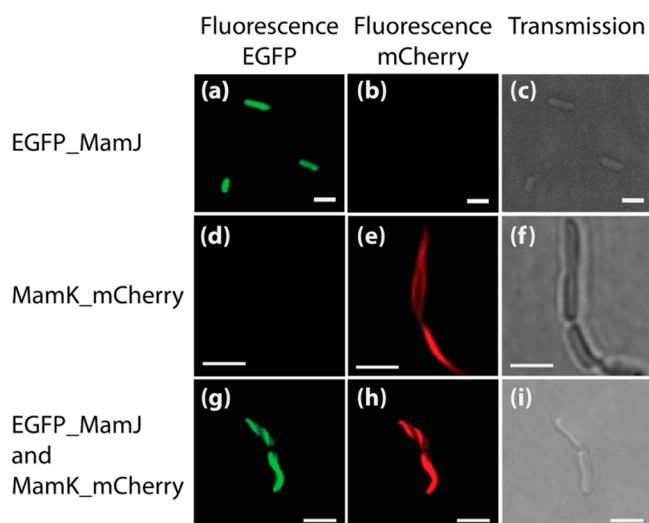 Fluorescence
EGFP
Fluorescence
mCherry
Transmission
EGFP_MamJ
(a)
(b)
(c)
MamK_mCherry
(d)
(e)
(f)
EGFP_MamJ
and
MamK_mCherry
(g)
(h)
(i)